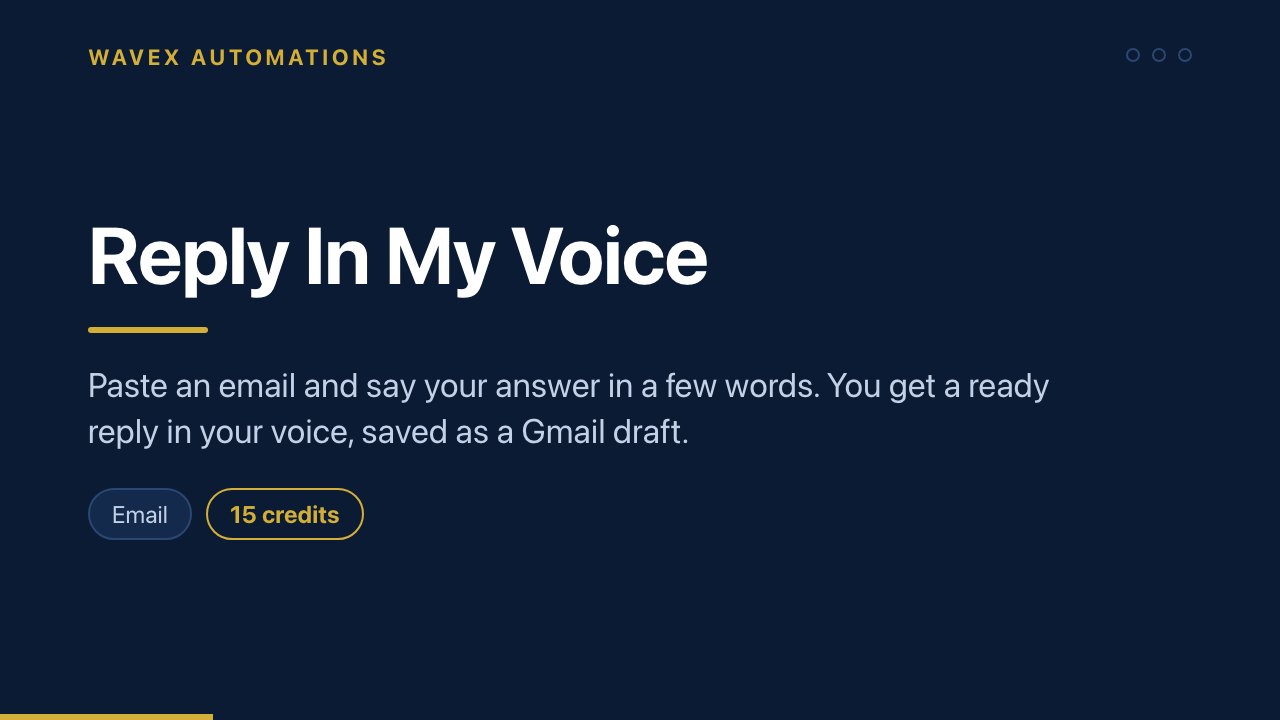 WAVEX AUTOMATIONS
Reply In My Voice
Paste an email and say your answer in a few words. You get a ready
reply in your voice, saved as a Gmail draft.
Email
15 credits